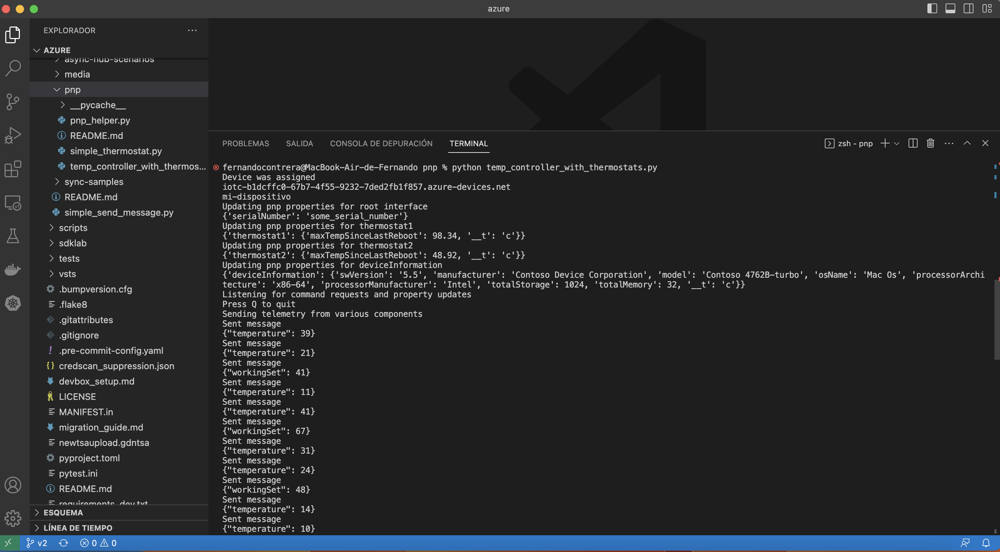 azure
EXPLORADOR
AZURE
async-hub-scenarios
media
pnp
__pycache__
pnp_helper.py
README.md
simple_thermostat.py
temp_controller_with_thermos...
sync-samples
README.md
simple_send_message.py
scripts
sdklab
tests
vsts
.bumpversion.cfg
.flake8
.gitattributes
.gitignore
.pre-commit-config.yaml
credscan_suppression.json
devbox_setup.md
LICENSE
MANIFEST.in
migration_guide.md
newtsaupload.gdntsa
pyproject.toml
pytest.ini
README.md
requirements_dev.txt
ESQUEMA
LÍNEA DE TIEMPO
PROBLEMAS SALIDA CONSOLA DE DEPURACIÓN TERMINAL
zsh - pnp
fernandocontrera@MacBook-Air-de-Fernando pnp % python temp_controller_with_thermostats.py
Device was assigned
iotc-b1dcffc0-67b7-4f55-9232-7ded2fb1f857.azure-devices.net
mi-dispositivo
Updating pnp properties for root interface
{'serialNumber': 'some_serial_number'}
Updating pnp properties for thermostat1
{'thermostat1': {'maxTempSinceLastReboot': 98.34, '__t': 'c'}}
Updating pnp properties for thermostat2
{'thermostat2': {'maxTempSinceLastReboot': 48.92, '__t': 'c'}}
Updating pnp properties for deviceInformation
{'deviceInformation': {'swVersion': '5.5', 'manufacturer': 'Contoso Device Corporation', 'model': 'Contoso 4762B-turbo', 'osName': 'Mac Os', 'processorArchi
tecture': 'x86-64', 'processorManufacturer': 'Intel', 'totalStorage': 1024, 'totalMemory': 32, '__t': 'c'}}
Listening for command requests and property updates
Press Q to quit
Sending telemetry from various components
Sent message
{"temperature": 39}
Sent message
{"temperature": 21}
Sent message
{"workingSet": 41}
Sent message
{"temperature": 11}
Sent message
{"temperature": 41}
Sent message
{"workingSet": 67}
Sent message
{"temperature": 31}
Sent message
{"temperature": 24}
Sent message
{"workingSet": 48}
Sent message
{"temperature": 14}
Sent message
{"temperature": 10}
v2 0 0